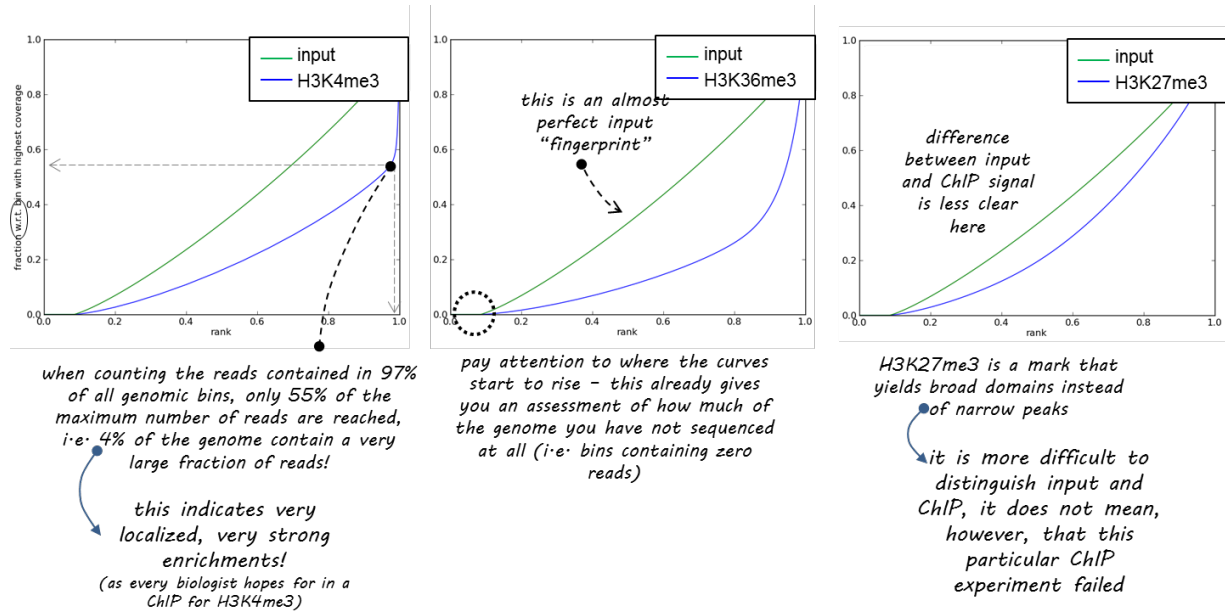 input
H3K4me3
1.0
0.8
0.6
0.4
0.2
0.0
fraction w.r.t. bin with highest coverage
0.0 0.2 0.4 0.6 0.8 1.0
rank
when counting the reads contained in 97%
of all genomic bins, only 55% of the
maximum number of reads are reached,
i.e. 4% of the genome contain a very
large fraction of reads!
this indicates very
localized, very strong
enrichments!
(as every biologist hopes for in a
ChIP for H3K4me3)
input
H3K36me3
this is an almost
perfect input
"fingerprint"
1.0
0.8
0.6
0.4
0.2
0.0
0.0 0.2 0.4 0.6 0.8 1.0
rank
pay attention to where the curves
start to rise – this already gives
you an assessment of how much of
the genome you have not sequenced
at all (i.e. bins containing zero
reads)
input
H3K27me3
difference
between input
and ChIP signal
is less clear
here
1.0
0.8
0.6
0.4
0.2
0.0
0.0 0.2 0.4 0.6 0.8 1.0
rank
H3K27me3 is a mark that
yields broad domains instead
of narrow peaks
it is more difficult to
distinguish input and
ChIP, it does not mean,
however, that this
particular ChIP
experiment failed